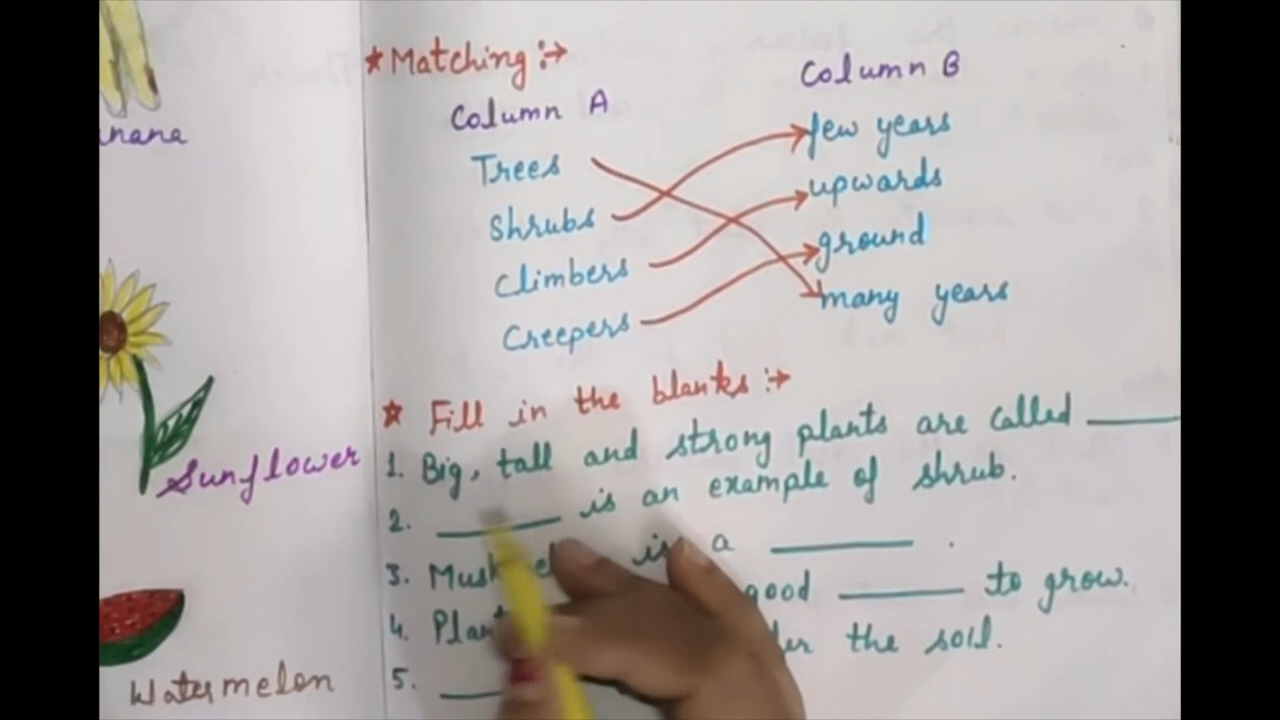 nana
Sunflower
Watermelon
★ Matching :→
Column A Column B
Trees few years
Shrubs upwards
Climbers ground
Creepers many years
★ Fill in the blanks :→
1. Big, tall and strong plants are called ____
2. ____ is an example of shrub.
3. is a ____ .
4. good ____ to grow.
5. ____ the soil.